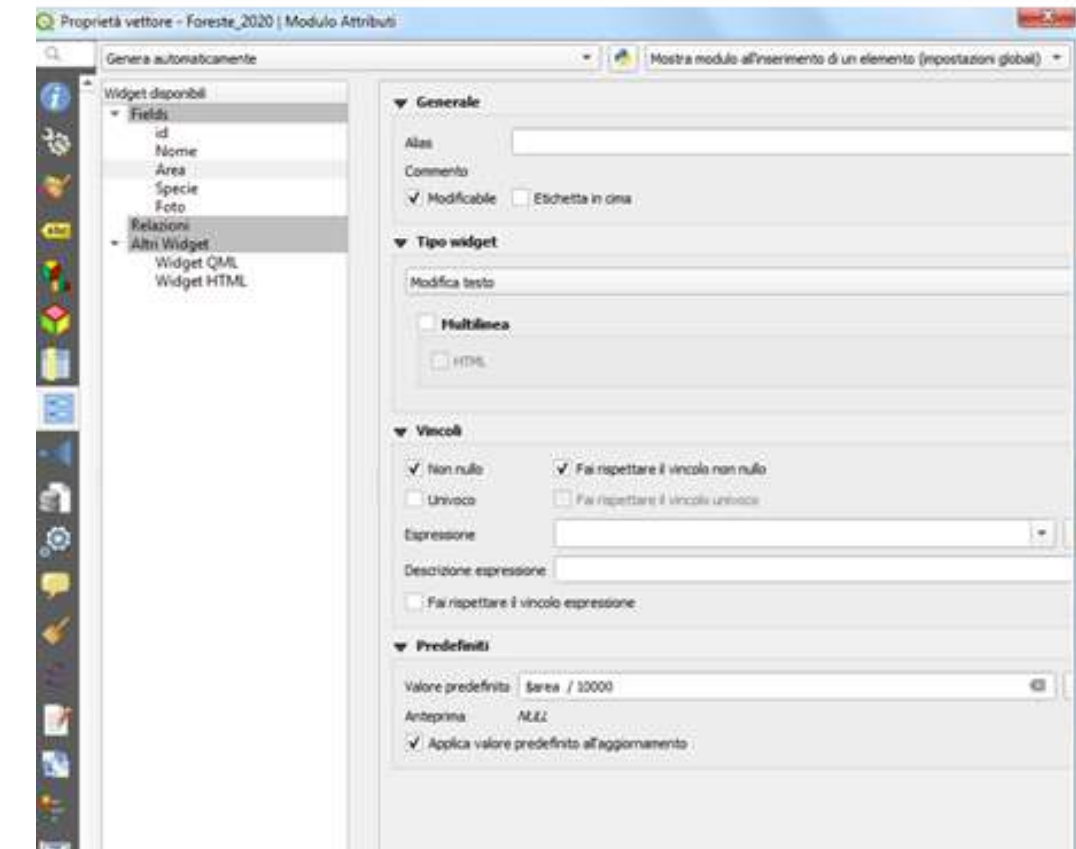 Proprietà vettore - Foreste_2020 | Modulo Attributi
Genera automaticamente
Mostra modulo all'inserimento di un elemento (impostazioni globali)
Widget disponibili
Fields
id
Nome
Area
Specie
Foto
Relazioni
Altri Widget
Widget QML
Widget HTML
Generale
Alias
Commento
Modificabile Etichetta in cima
Tipo widget
Modifica testo
Multilinea
HTML
Vincoli
Non nullo Fai rispettare il vincolo non nullo
Univoco Fai rispettare il vincolo univoco
Espressione
Descrizione espressione
Fai rispettare il vincolo espressione
Predefiniti
Valore predefinito $area / 10000
Anteprima NULL
Applica valore predefinito all'aggiornamento
abc